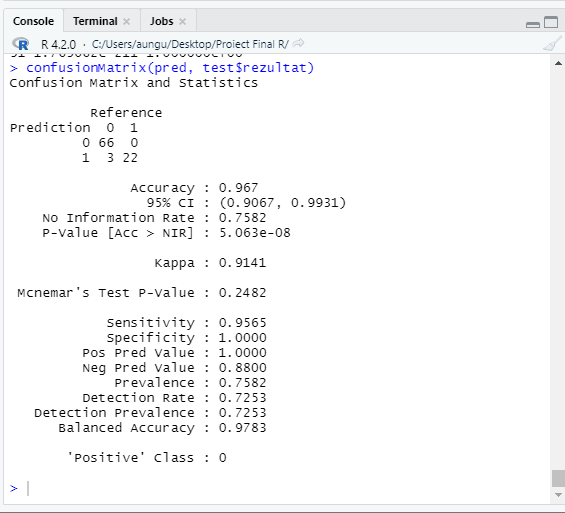 Console Terminal × Jobs ×
R 4.2.0 · C:/Users/aungu/Desktop/Proiect Final R/
> confusionMatrix(pred, test$rezultat)
Confusion Matrix and Statistics
Reference
Prediction 0 1
0 66 0
1 3 22
Accuracy : 0.967
95% CI : (0.9067, 0.9931)
No Information Rate : 0.7582
P-Value [Acc > NIR] : 5.063e-08
Kappa : 0.9141
Mcnemar's Test P-Value : 0.2482
Sensitivity : 0.9565
Specificity : 1.0000
Pos Pred Value : 1.0000
Neg Pred Value : 0.8800
Prevalence : 0.7582
Detection Rate : 0.7253
Detection Prevalence : 0.7253
Balanced Accuracy : 0.9783
'Positive' Class : 0
>